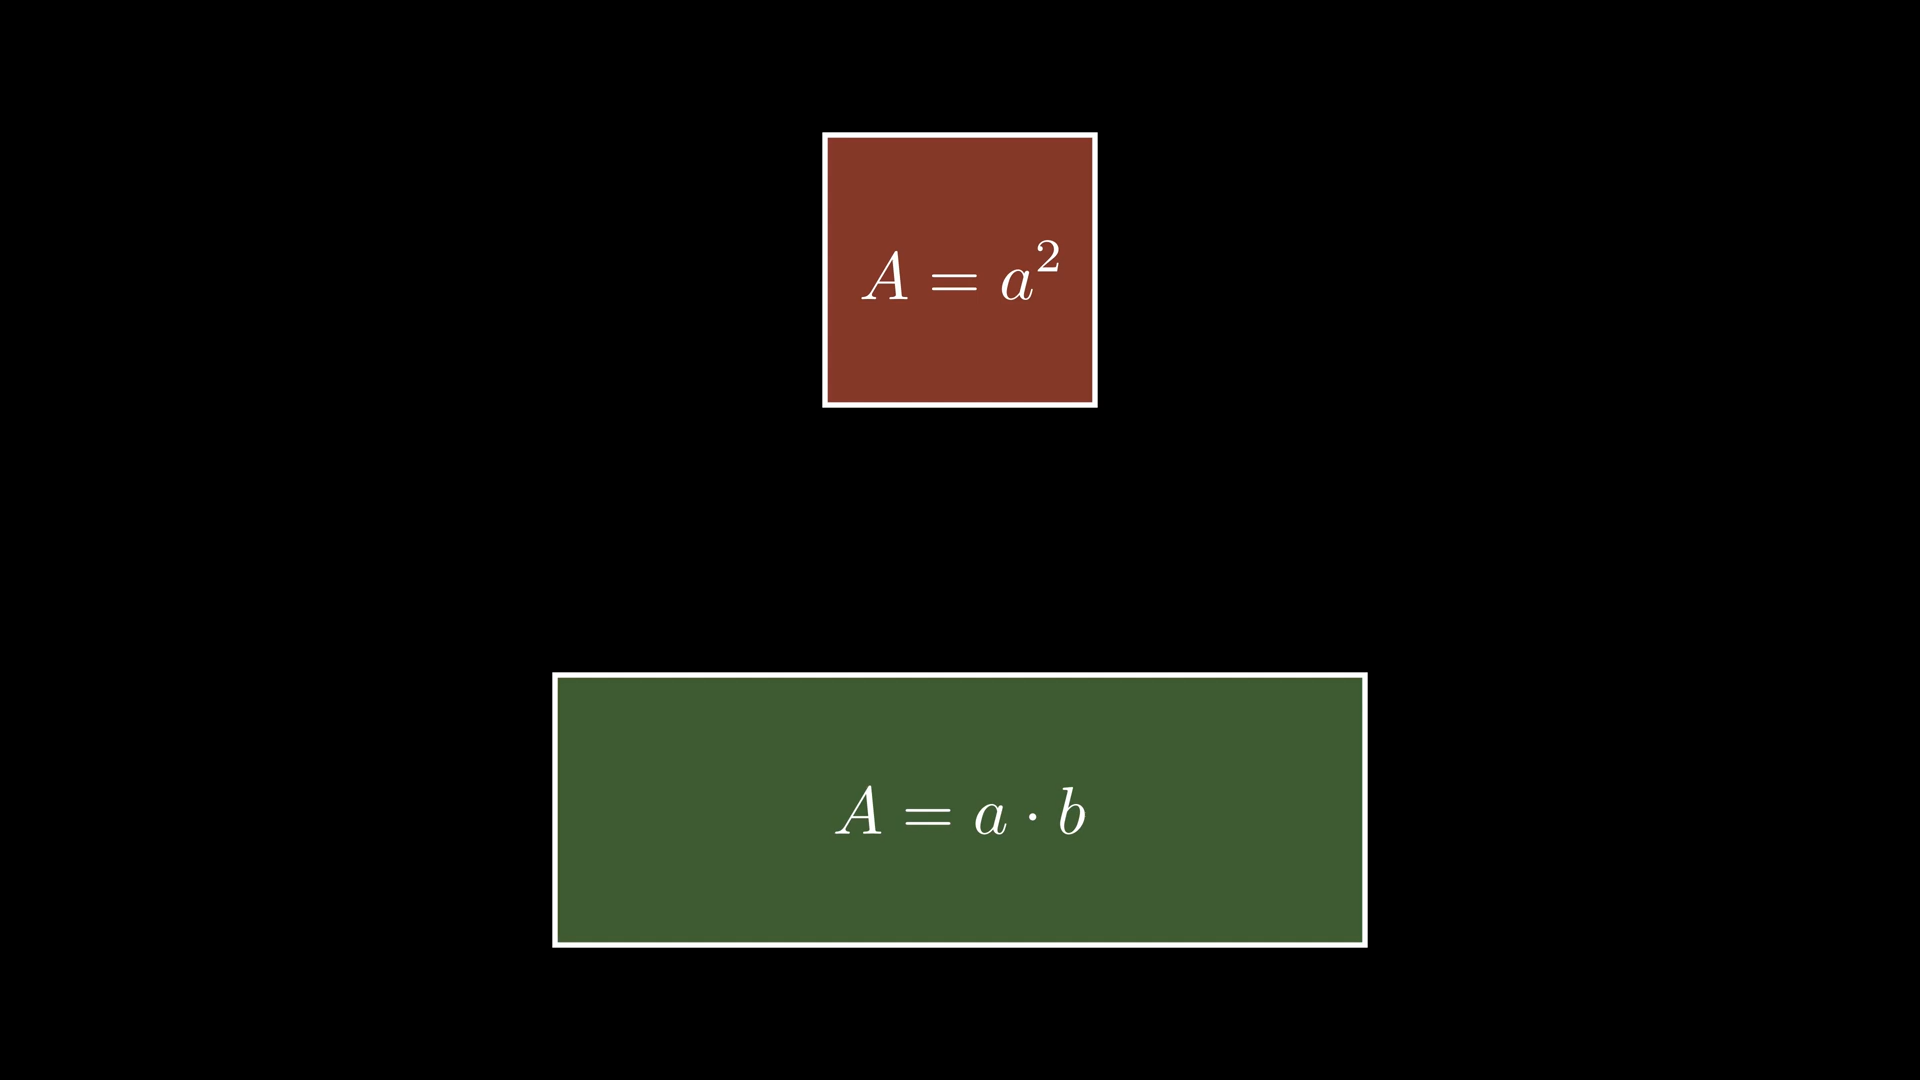 A = a²
A = a · b